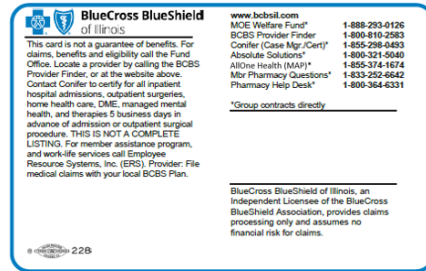 BlueCross BlueShield
of Illinois
This card is not a guarantee of benefits. For
claims, benefits and eligibility call the Fund
Office. Locate a provider by calling the BCBS
Provider Finder, or at the website above.
Contact Conifer to certify for all inpatient
hospital admissions, outpatient surgeries,
home health care, DME, managed mental
health, and therapies 5 business days in
advance of admission or outpatient surgical
procedure. THIS IS NOT A COMPLETE
LISTING. For member assistance program,
and work-life services call Employee
Resource Systems, Inc. (ERS). Provider: File
medical claims with your local BCBS Plan.
228
www.bcbsil.com
MOE Welfare Fund* 1-888-293-0126
BCBS Provider Finder 1-800-810-2583
Conifer (Case Mgr./Cert)* 1-855-298-0493
Absolute Solutions* 1-800-321-5040
AllOne Health (MAP)* 1-855-374-1674
Mbr Pharmacy Questions* 1-833-252-6642
Pharmacy Help Desk* 1-800-364-6331
*Group contracts directly
BlueCross BlueShield of Illinois, an
Independent Licensee of the BlueCross
BlueShield Association, provides claims
processing only and assumes no
financial risk for claims.